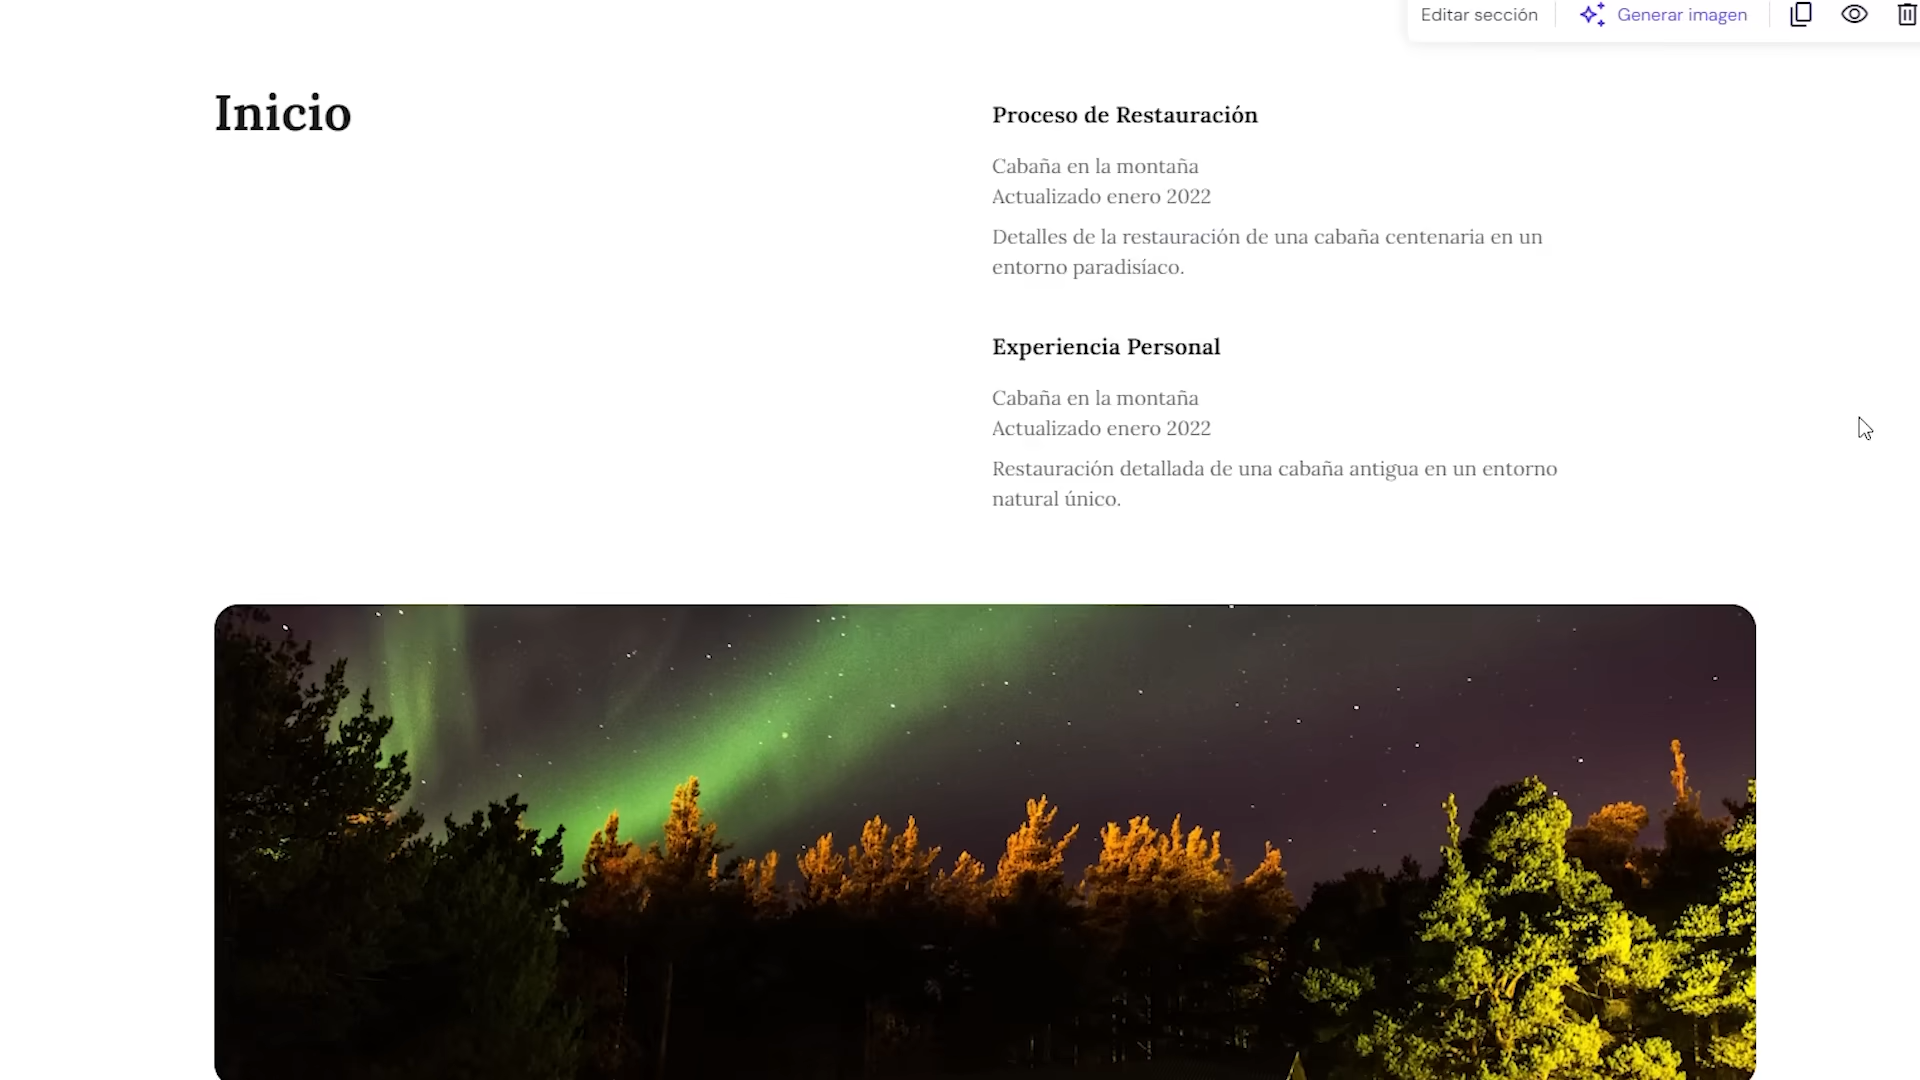 Editar sección
Generar imagen
Inicio
Proceso de Restauración
Cabaña en la montaña
Actualizado enero 2022
Detalles de la restauración de una cabaña centenaria en un
entorno paradisíaco.
Experiencia Personal
Cabaña en la montaña
Actualizado enero 2022
Restauración detallada de una cabaña antigua en un entorno
natural único.